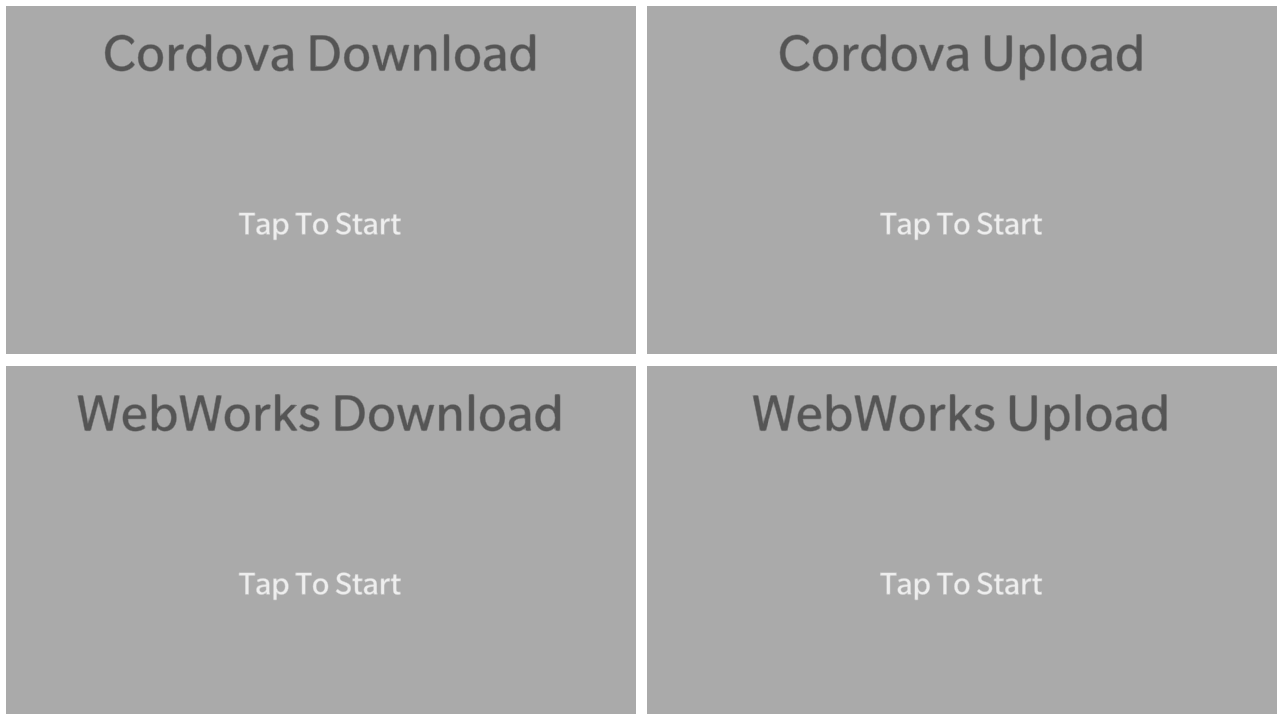 Cordova Download
Tap To Start
Cordova Upload
Tap To Start
WebWorks Download
Tap To Start
WebWorks Upload
Tap To Start